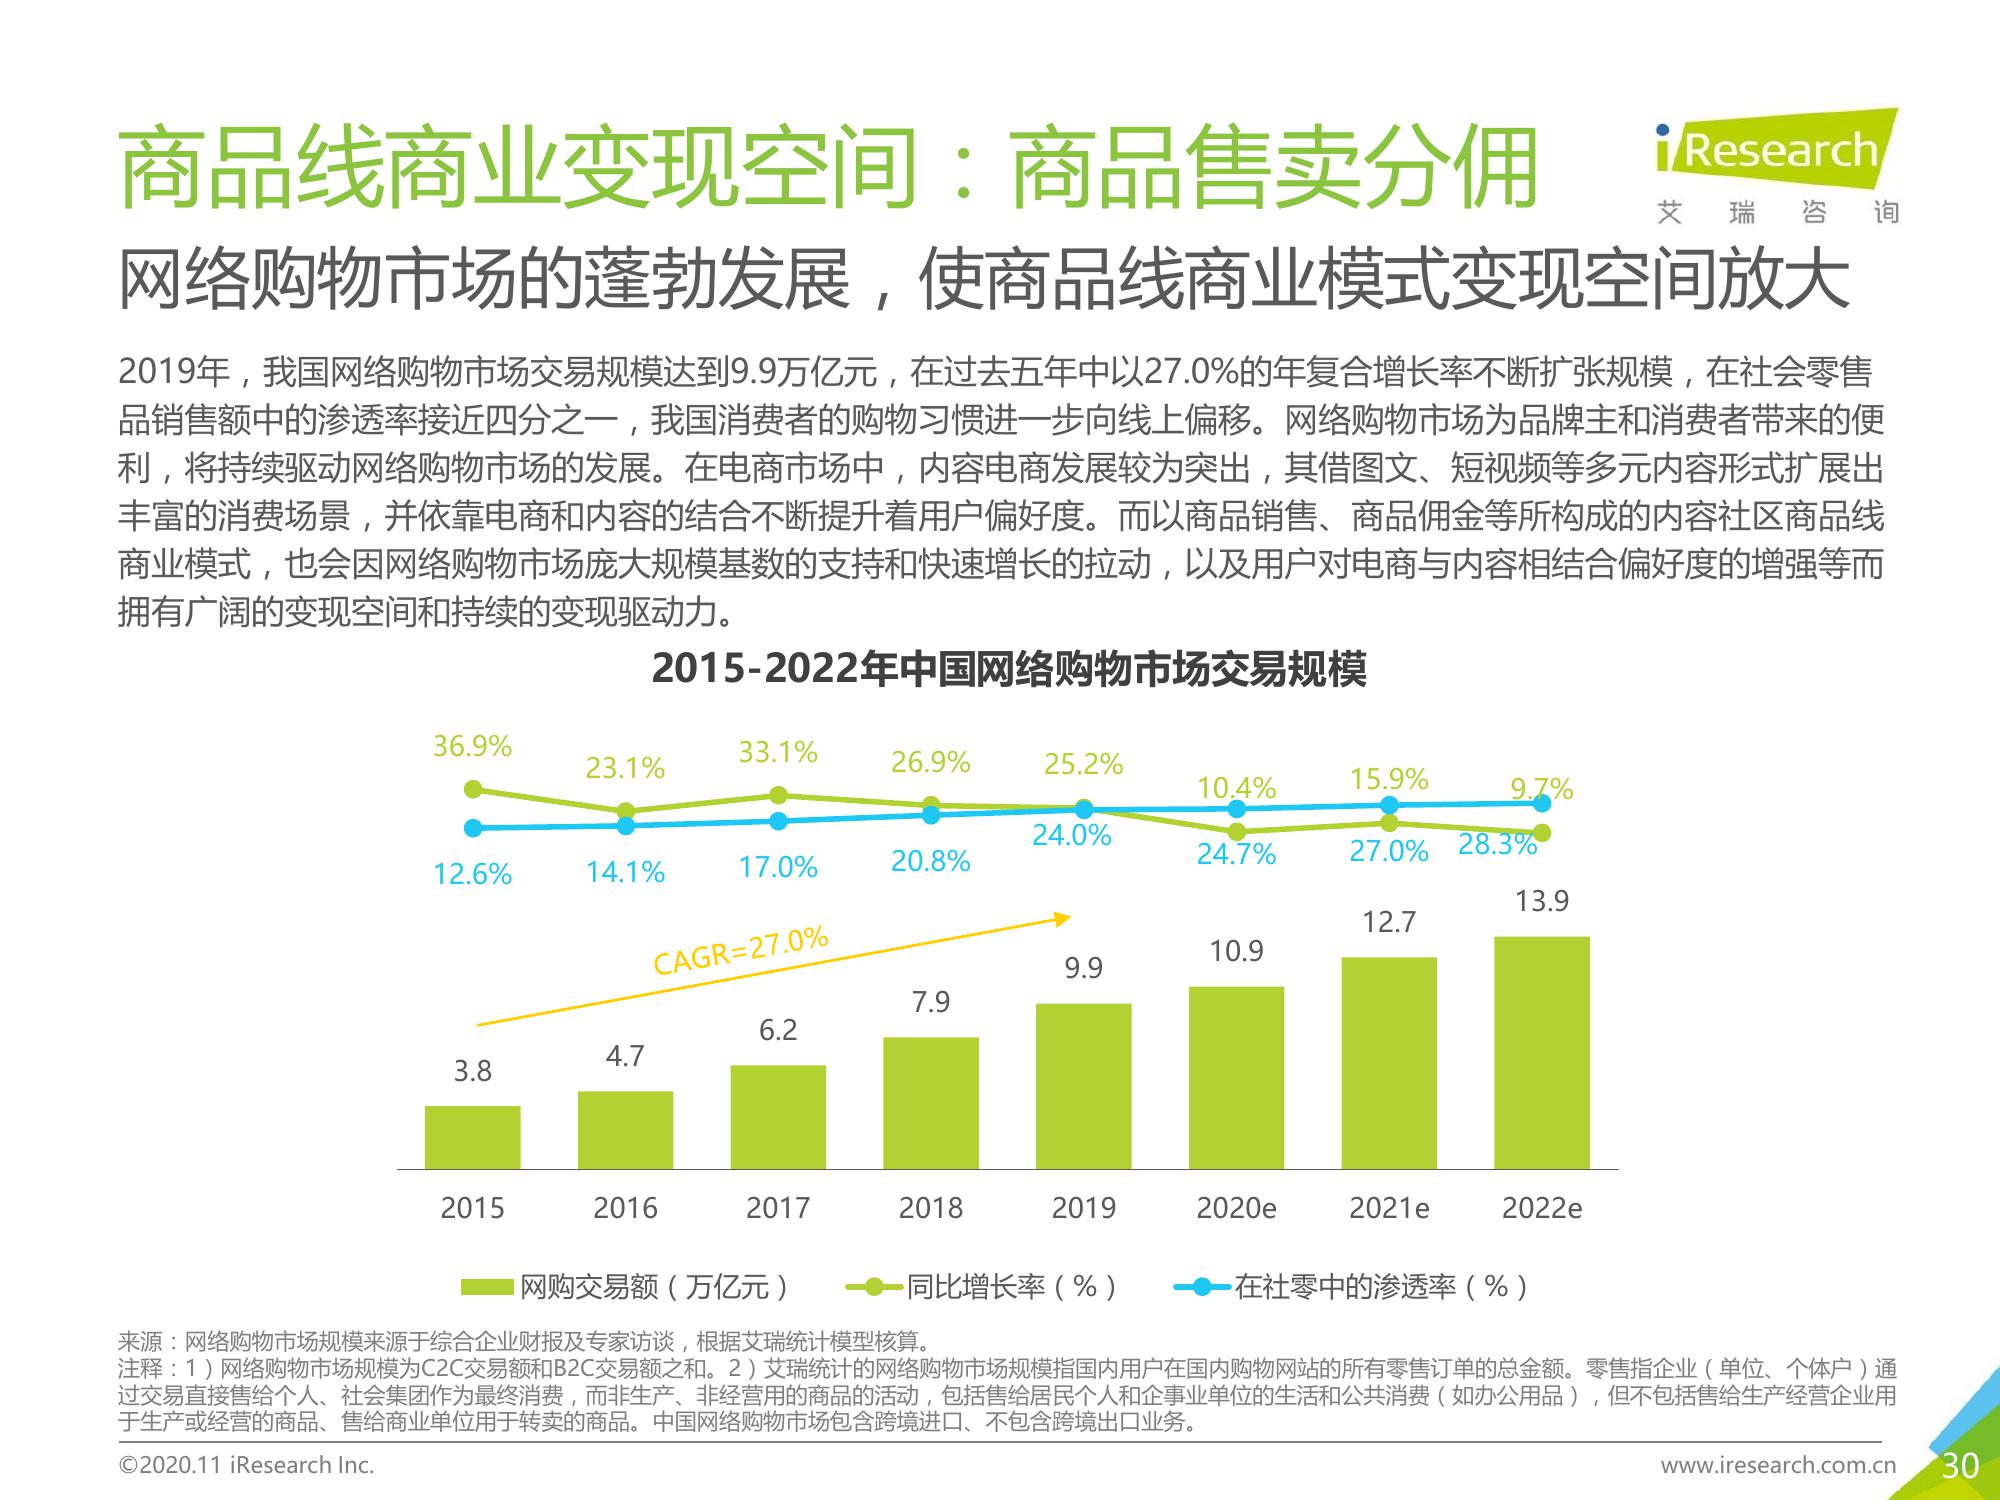 商品线商业变现空间：商品售卖分佣
iResearch
艾瑞咨询
网络购物市场的蓬勃发展，使商品线商业模式变现空间放大
2019年，我国网络购物市场交易规模达到9.9万亿元，在过去五年中以27.0%的年复合增长率不断扩张规模，在社会零售
品销售额中的渗透率接近四分之一，我国消费者的购物习惯进一步向线上偏移。网络购物市场为品牌主和消费者带来的便
利，将持续驱动网络购物市场的发展。在电商市场中，内容电商发展较为突出，其借图文、短视频等多元内容形式扩展出
丰富的消费场景，并依靠电商和内容的结合不断提升着用户偏好度。而以商品销售、商品佣金等所构成的内容社区商品线
商业模式，也会因网络购物市场庞大规模基数的支持和快速增长的拉动，以及用户对电商与内容相结合偏好度的增强等而
拥有广阔的变现空间和持续的变现驱动力。
2015-2022年中国网络购物市场交易规模
36.9% 23.1% 33.1% 26.9% 25.2% 10.4% 15.9% 9.7%
12.6% 14.1% 17.0% 20.8% 24.0% 24.7% 27.0% 28.3%
CAGR=27.0%
3.8 4.7 6.2 7.9 9.9 10.9 12.7 13.9
2015 2016 2017 2018 2019 2020e 2021e 2022e
网购交易额（万亿元） 同比增长率（%） 在社零中的渗透率（%）
来源：网络购物市场规模来源于综合企业财报及专家访谈，根据艾瑞统计模型核算。
注释：1）网络购物市场规模为C2C交易额和B2C交易额之和。2）艾瑞统计的网络购物市场规模指国内用户在国内购物网站的所有零售订单的总金额。零售指企业（单位、个体户）通
过交易直接售给个人、社会集团作为最终消费，而非生产、非经营用的商品的活动，包括售给居民个人和企事业单位的生活和公共消费（如办公用品），但不包括售给生产经营企业用
于生产或经营的商品、售给商业单位用于转卖的商品。中国网络购物市场包含跨境进口、不包含跨境出口业务。
©2020.11 iResearch Inc.
www.iresearch.com.cn
30